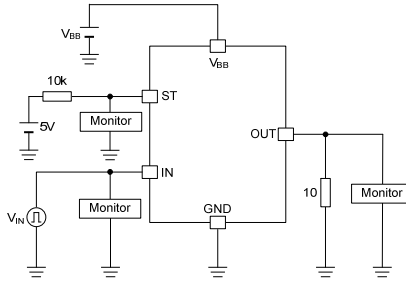 VBB
VBB
10k
ST
5V
Monitor
OUT
IN
Monitor
10
Monitor
GND
VIN